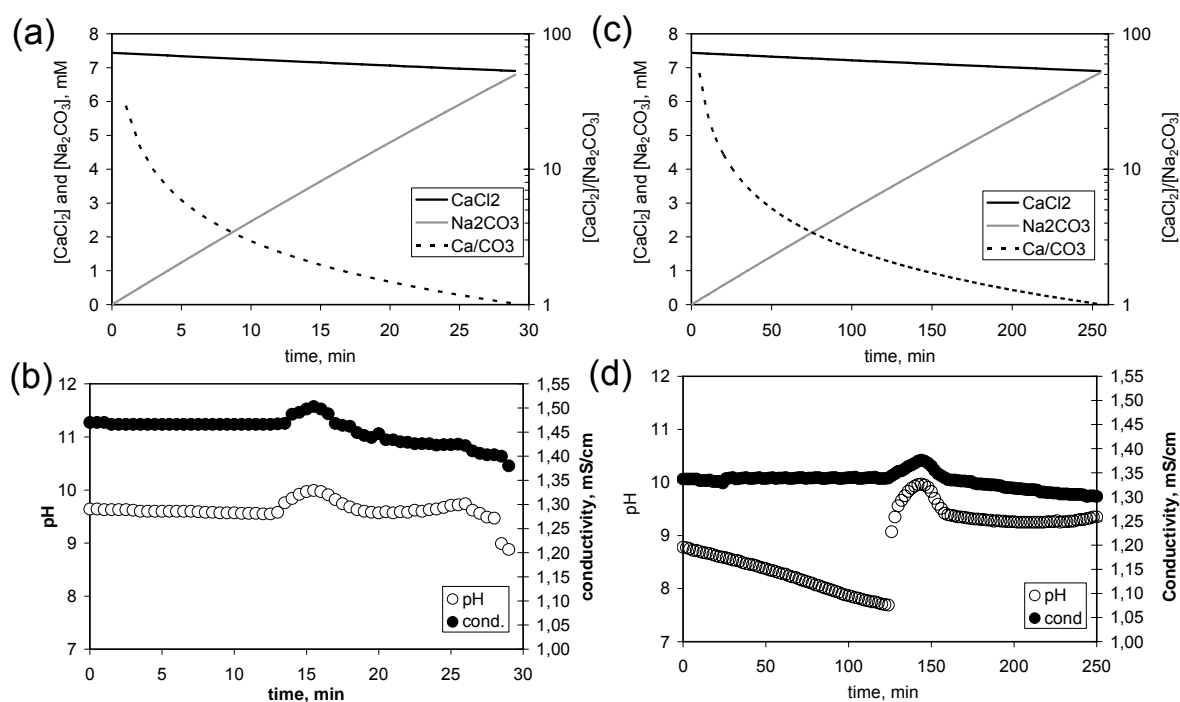 (a)
8
7
6
5
4
3
2
1
0
[CaCl₂] and [Na₂CO₃], mM
100
10
1
[CaCl₂]/[Na₂CO₃]
CaCl2
Na2CO3
Ca/CO3
0 5 10 15 20 25 30
time, min
(c)
8
7
6
5
4
3
2
1
0
[CaCl₂] and [Na₂CO₃], mM
100
10
1
[CaCl₂]/[Na₂CO₃]
CaCl2
Na2CO3
Ca/CO3
0 50 100 150 200 250
time, min
(b)
12
11
10
9
8
7
pH
1,55
1,50
1,45
1,40
1,35
1,30
1,25
1,20
1,15
1,10
1,05
1,00
conductivity, mS/cm
pH
cond.
0 5 10 15 20 25 30
time, min
(d)
12
11
10
9
8
7
pH
1,55
1,50
1,45
1,40
1,35
1,30
1,25
1,20
1,15
1,10
1,05
1,00
Conductivity, mS/cm
pH
cond
0 50 100 150 200 250
time, min